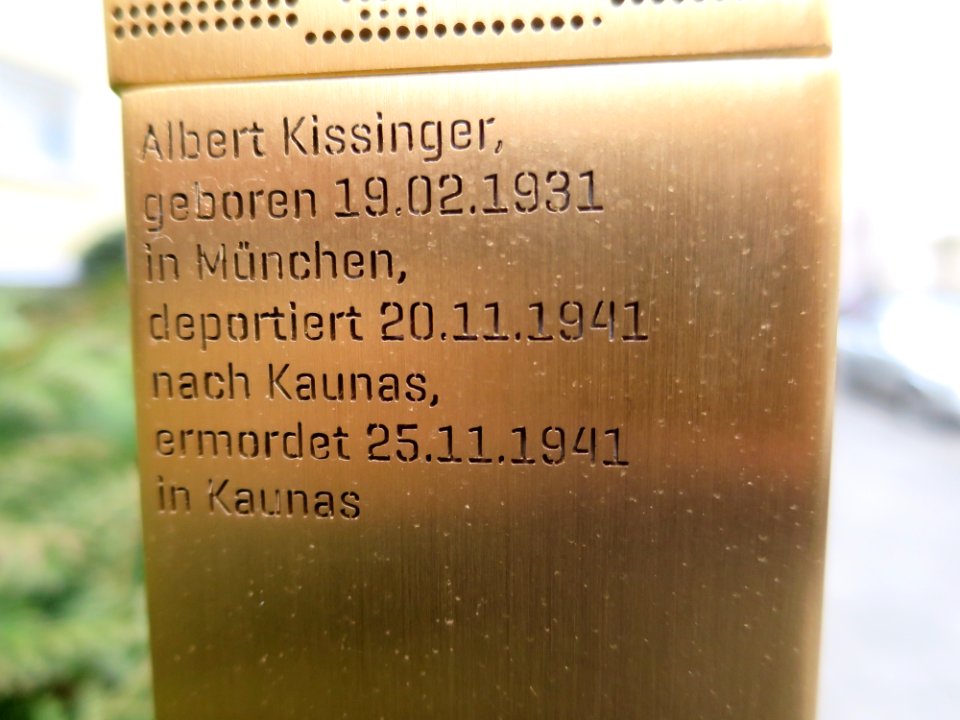 Albert Kissinger,
geboren 19.02.1931
in München,
deportiert 20.11.1941
nach Kaunas,
ermordet 25.11.1941
in Kaunas